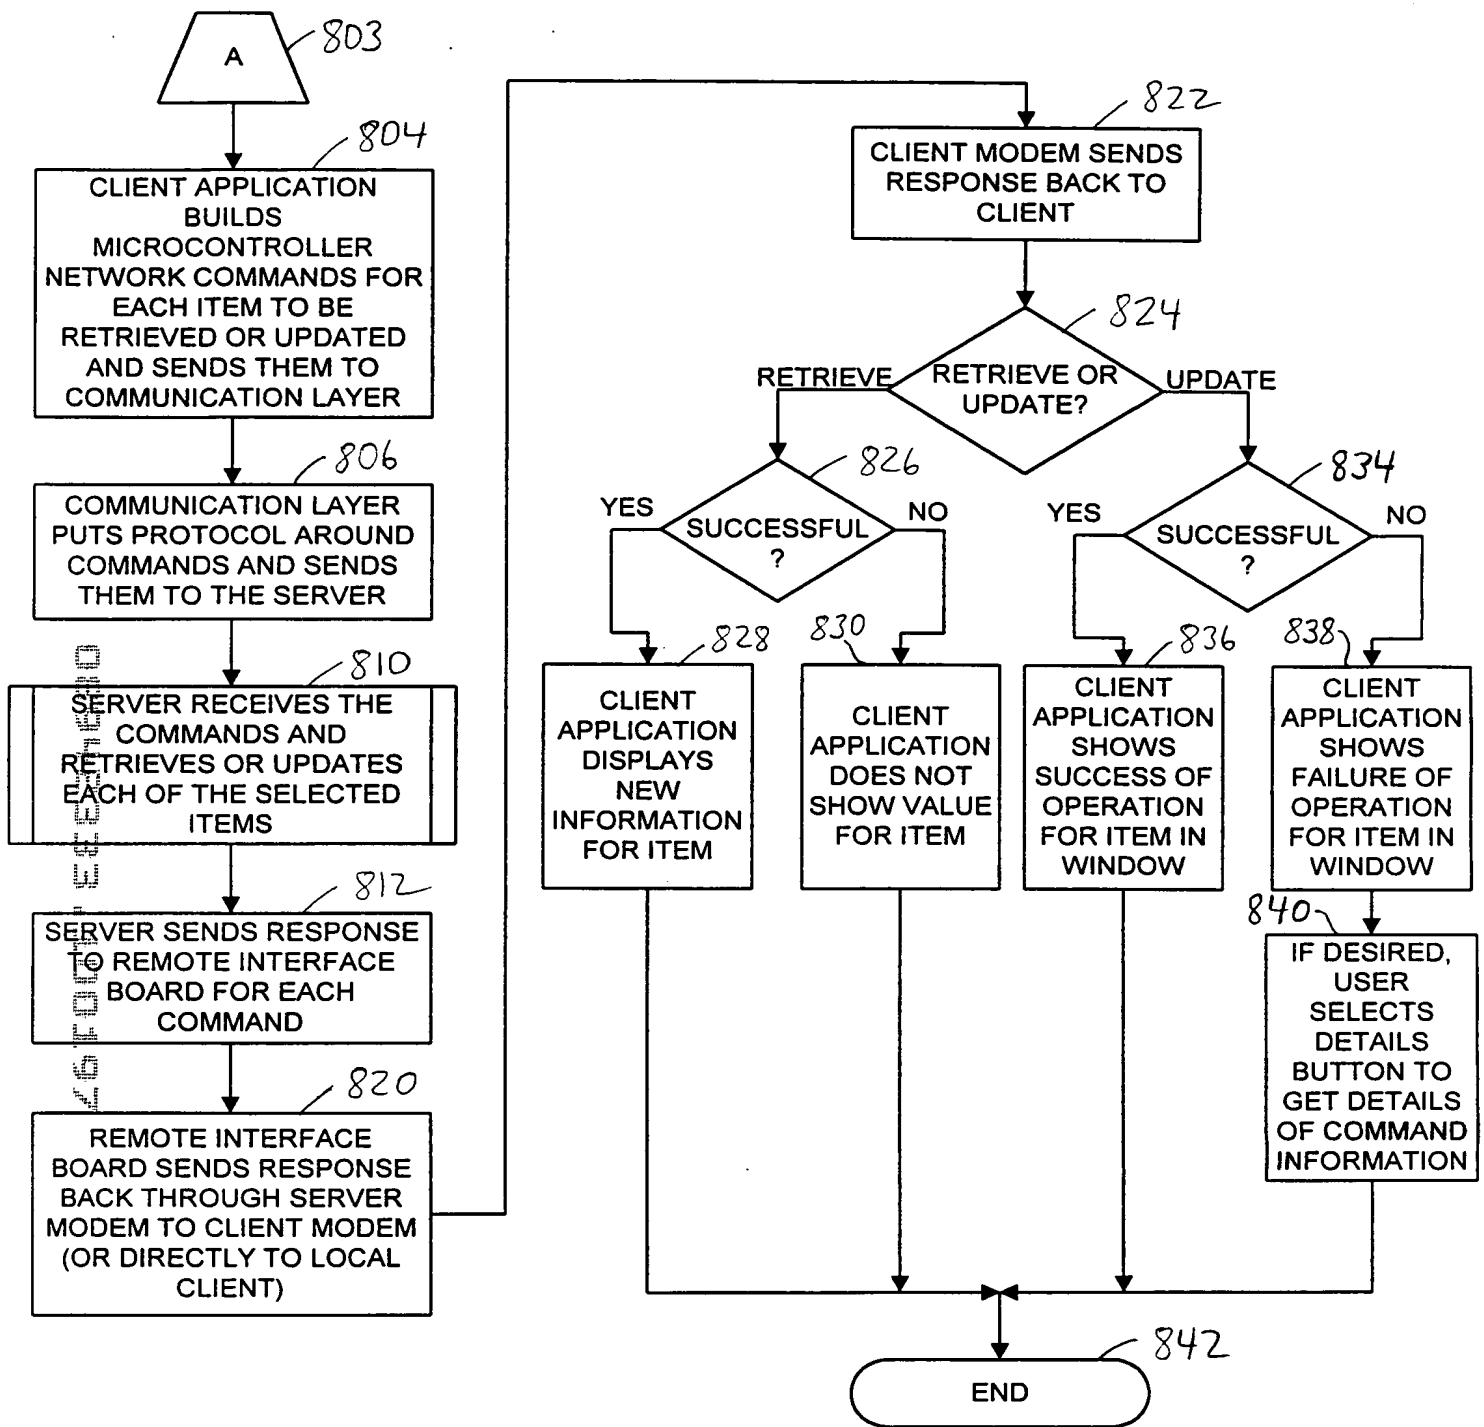 A
803
804
CLIENT APPLICATION
BUILDS
MICROCONTROLLER
NETWORK COMMANDS FOR
EACH ITEM TO BE
RETRIEVED OR UPDATED
AND SENDS THEM TO
COMMUNICATION LAYER
806
COMMUNICATION LAYER
PUTS PROTOCOL AROUND
COMMANDS AND SENDS
THEM TO THE SERVER
810
SERVER RECEIVES THE
COMMANDS AND
RETRIEVES OR UPDATES
EACH OF THE SELECTED
ITEMS
812
SERVER SENDS RESPONSE
TO REMOTE INTERFACE
BOARD FOR EACH
COMMAND
820
REMOTE INTERFACE
BOARD SENDS RESPONSE
BACK THROUGH SERVER
MODEM TO CLIENT MODEM
(OR DIRECTLY TO LOCAL
CLIENT)
822
CLIENT MODEM SENDS
RESPONSE BACK TO
CLIENT
824
RETRIEVE
RETRIEVE OR
UPDATE?
UPDATE
826
YES
SUCCESSFUL
?
NO
834
YES
SUCCESSFUL
?
NO
828
CLIENT
APPLICATION
DISPLAYS
NEW
INFORMATION
FOR ITEM
830
CLIENT
APPLICATION
DOES NOT
SHOW VALUE
FOR ITEM
836
CLIENT
APPLICATION
SHOWS
SUCCESS OF
OPERATION
FOR ITEM IN
WINDOW
838
CLIENT
APPLICATION
SHOWS
FAILURE OF
OPERATION
FOR ITEM IN
WINDOW
840
IF DESIRED,
USER
SELECTS
DETAILS
BUTTON TO
GET DETAILS
OF COMMAND
INFORMATION
842
END